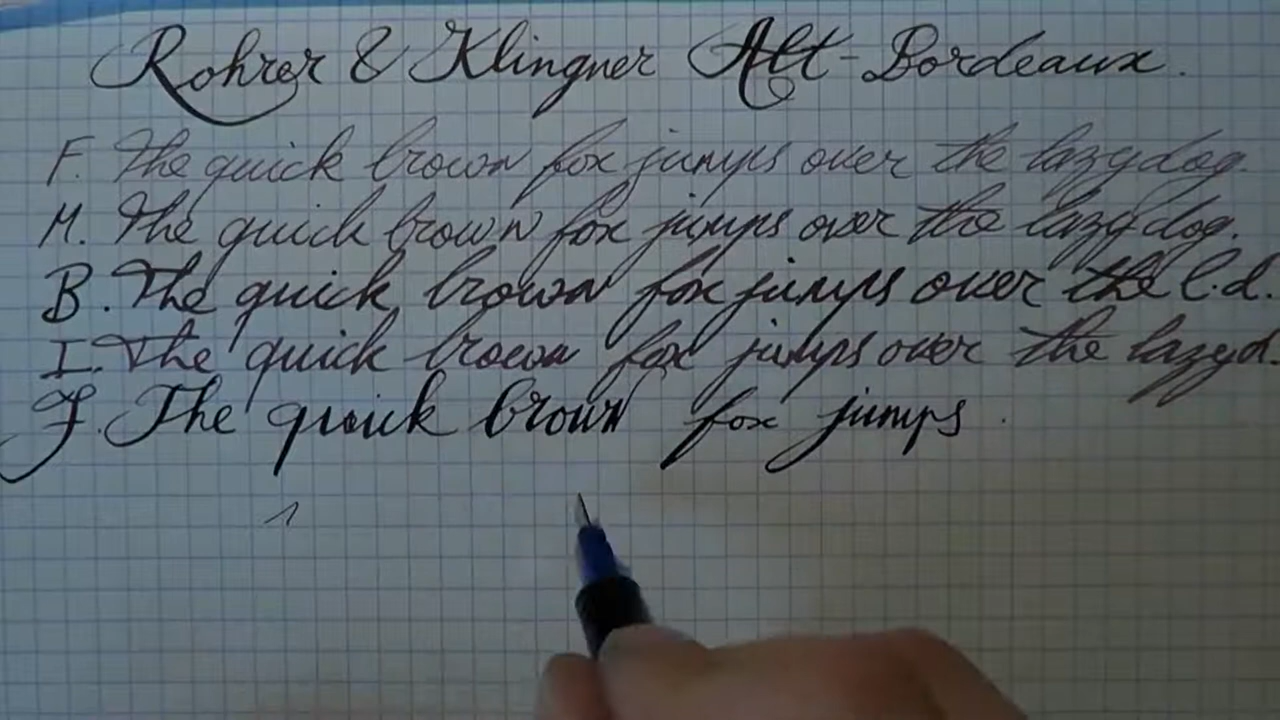 Rohrer & Klingner Alt-Bordeaux.
F. The quick brown fox jumps over the lazy dog.
M. The quick brown fox jumps over the lazy dog.
B. The quick brown fox jumps over the l.d.
I. The quick brown fox jumps over the lazy d.
F. The quick brown fox jumps.